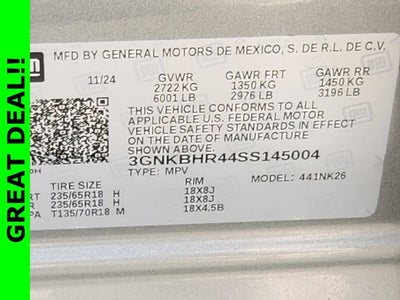 GREAT DEAL!!
GM
MFD BY GENERAL MOTORS DE MEXICO, S. DE R.L. DE C.V.
11/24 GVWR GAWR FRT GAWR RR
2722 KG 1350 KG 1450 KG
6001 LB 2976 LB 3196 LB
THIS VEHICLE CONFORMS TO ALL
APPLICABLE U.S. FEDERAL MOTOR
VEHICLE SAFETY STANDARDS IN EFFECT
ON THE DATE OF MANUFACTURE SHOWN ABOVE.
3GNKBHR44SS145004
TYPE: MPV MODEL: 441NK26
TIRE SIZE RIM
235/65R18 H 18X8J
235/65R18 H 18X8J
T135/70R18 M 18X4.5B